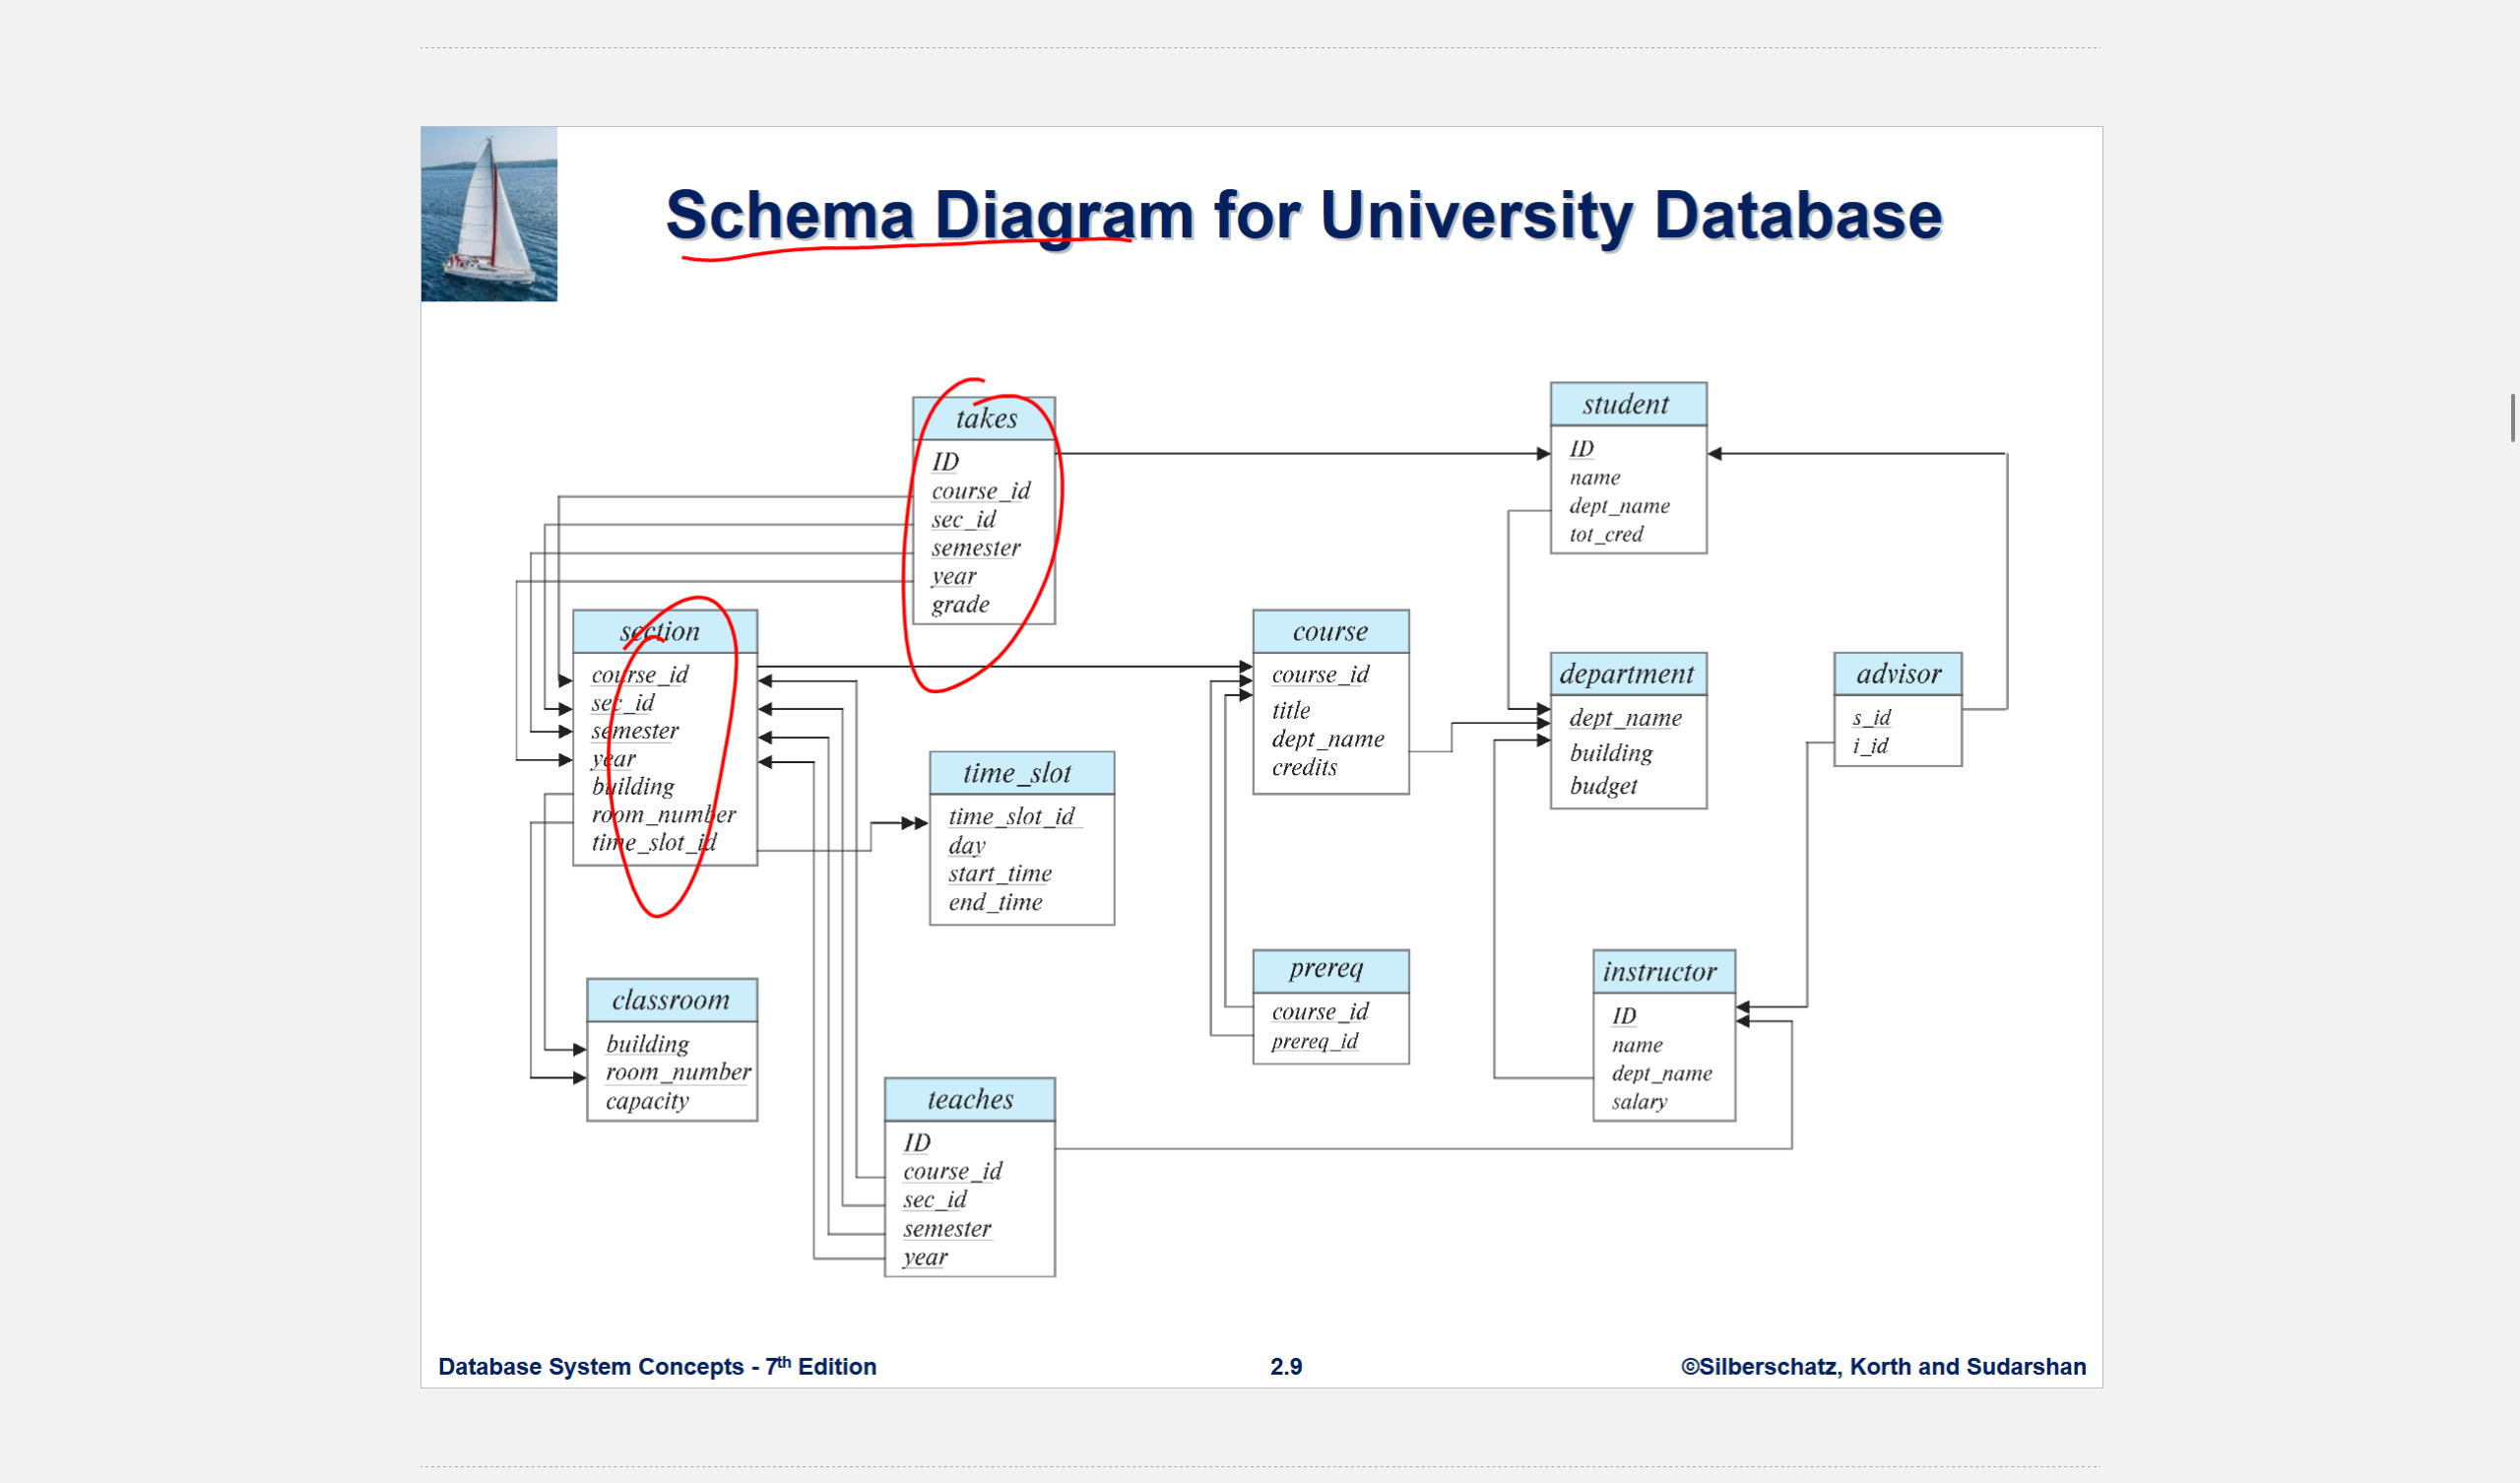 Schema Diagram for University Database
takes
ID
course_id
sec_id
semester
year
grade
student
ID
name
dept_name
tot_cred
section
course_id
sec_id
semester
year
building
room_number
time_slot_id
course
course_id
title
dept_name
credits
department
dept_name
building
budget
advisor
s_id
i_id
time_slot
time_slot_id
day
start_time
end_time
prereq
course_id
prereq_id
instructor
ID
name
dept_name
salary
classroom
building
room_number
capacity
teaches
ID
course_id
sec_id
semester
year
Database System Concepts - 7th Edition
2.9
©Silberschatz, Korth and Sudarshan